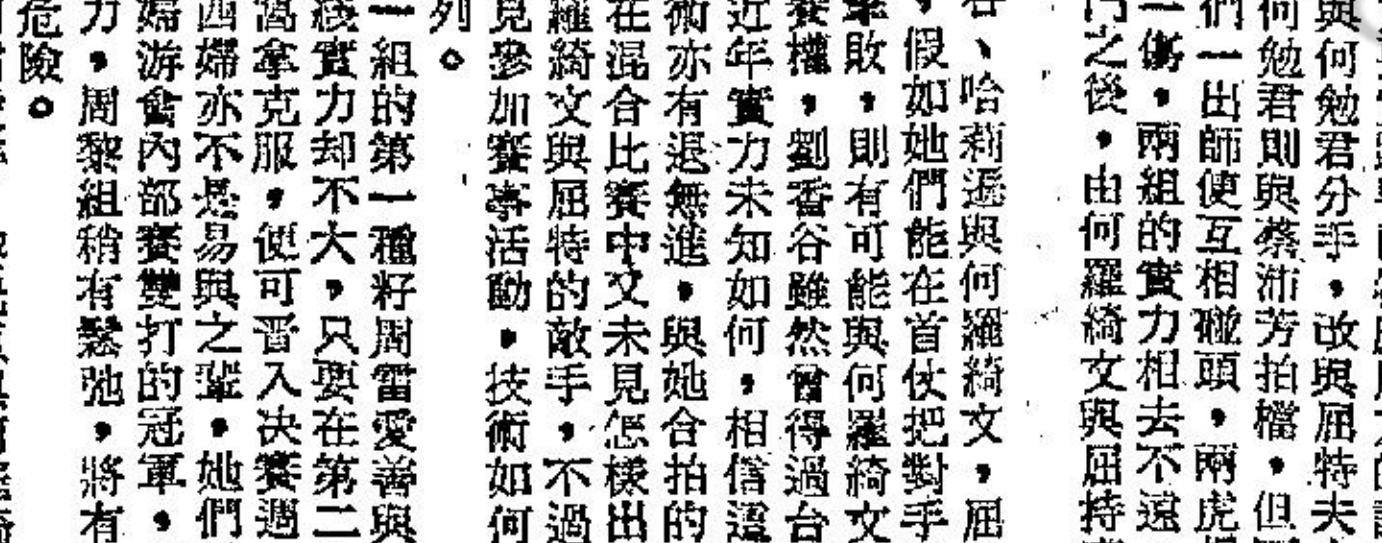 與何勉君分手，改與屈特夫
何勉君則與蔡沛芳拍檔，但
們一出師便互相碰頭，兩虎
一傷，兩組的實力相去不遠
鬥之後，由何羅綺文與屈特
哈莉遜與何羅綺文，屈
，假如她們能在首仗把對手
擊敗，則有可能與何羅綺文
賽權，劉香谷雖然曾得過台
近年實力未知如何，相信這
術亦有退無進，與她合拍的
在混合比賽中又未見怎樣出
羅綺文與屈特的敵手，不過
見參加賽事活動，技術如何
列。
一組的第一種籽周雷愛善與
實力却不大，只要在第二
拿克服，便可晋入决賽週
西婦亦不是易與之輩，她們
婦游會內部賽雙打的冠軍，
力，周黎組稍有鬆弛，將有
危險。